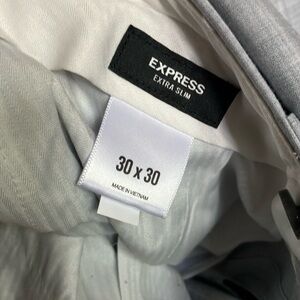 EXPRESS
EXTRA SLIM
30 x 30
MADE IN VIETNAM